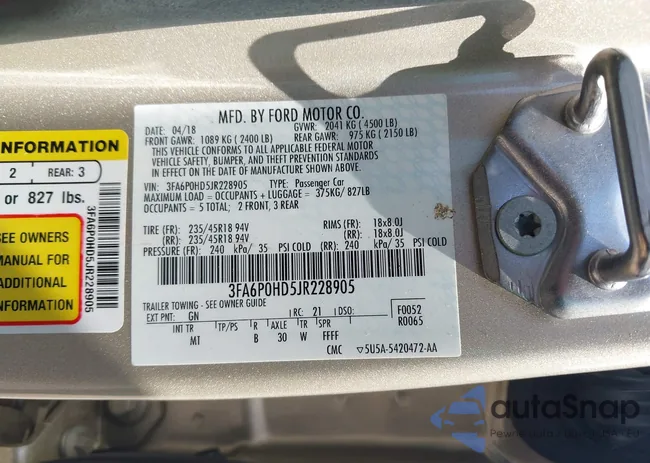 MFD. BY FORD MOTOR CO.
DATE: 04/18 GVWR: 2041 KG ( 4500 LB)
FRONT GAWR: 1089 KG ( 2400 LB) REAR GAWR: 975 KG ( 2150 LB)
THIS VEHICLE CONFORMS TO ALL APPLICABLE FEDERAL MOTOR
VEHICLE SAFETY, BUMPER, AND THEFT PREVENTION STANDARDS
IN EFFECT ON THE DATE OF MANUFACTURE SHOWN ABOVE.
VIN: 3FA6P0HD5JR228905 TYPE: Passenger Car
MAXIMUM LOAD = OCCUPANTS + LUGGAGE = 375KG / 827LB
OCCUPANTS = 5 TOTAL; 2 FRONT, 3 REAR
TIRE (FR): 235/45R18 94V RIMS (FR): 18x8.0J
(RR): 235/45R18 94V (RR): 18x8.0J
PRESSURE (FR): 240 kPa/ 35 PSI COLD (RR): 240 kPa/ 35 PSI COLD
3FA6P0HD5JR228905
TRAILER TOWING - SEE OWNER GUIDE
EXT PNT: GN RC: 21 DSO: F0052
R0065
INT TR TP/PS R AXLE TR SPR
MT B 30 W FFFF
CMC ▽5U5A-5420472-AA
INFORMATION
2 REAR: 3
or 827 lbs.
SEE OWNERS
MANUAL FOR
ADDITIONAL
INFORMATION
3FA6P0HD5JR228905
autoSnap